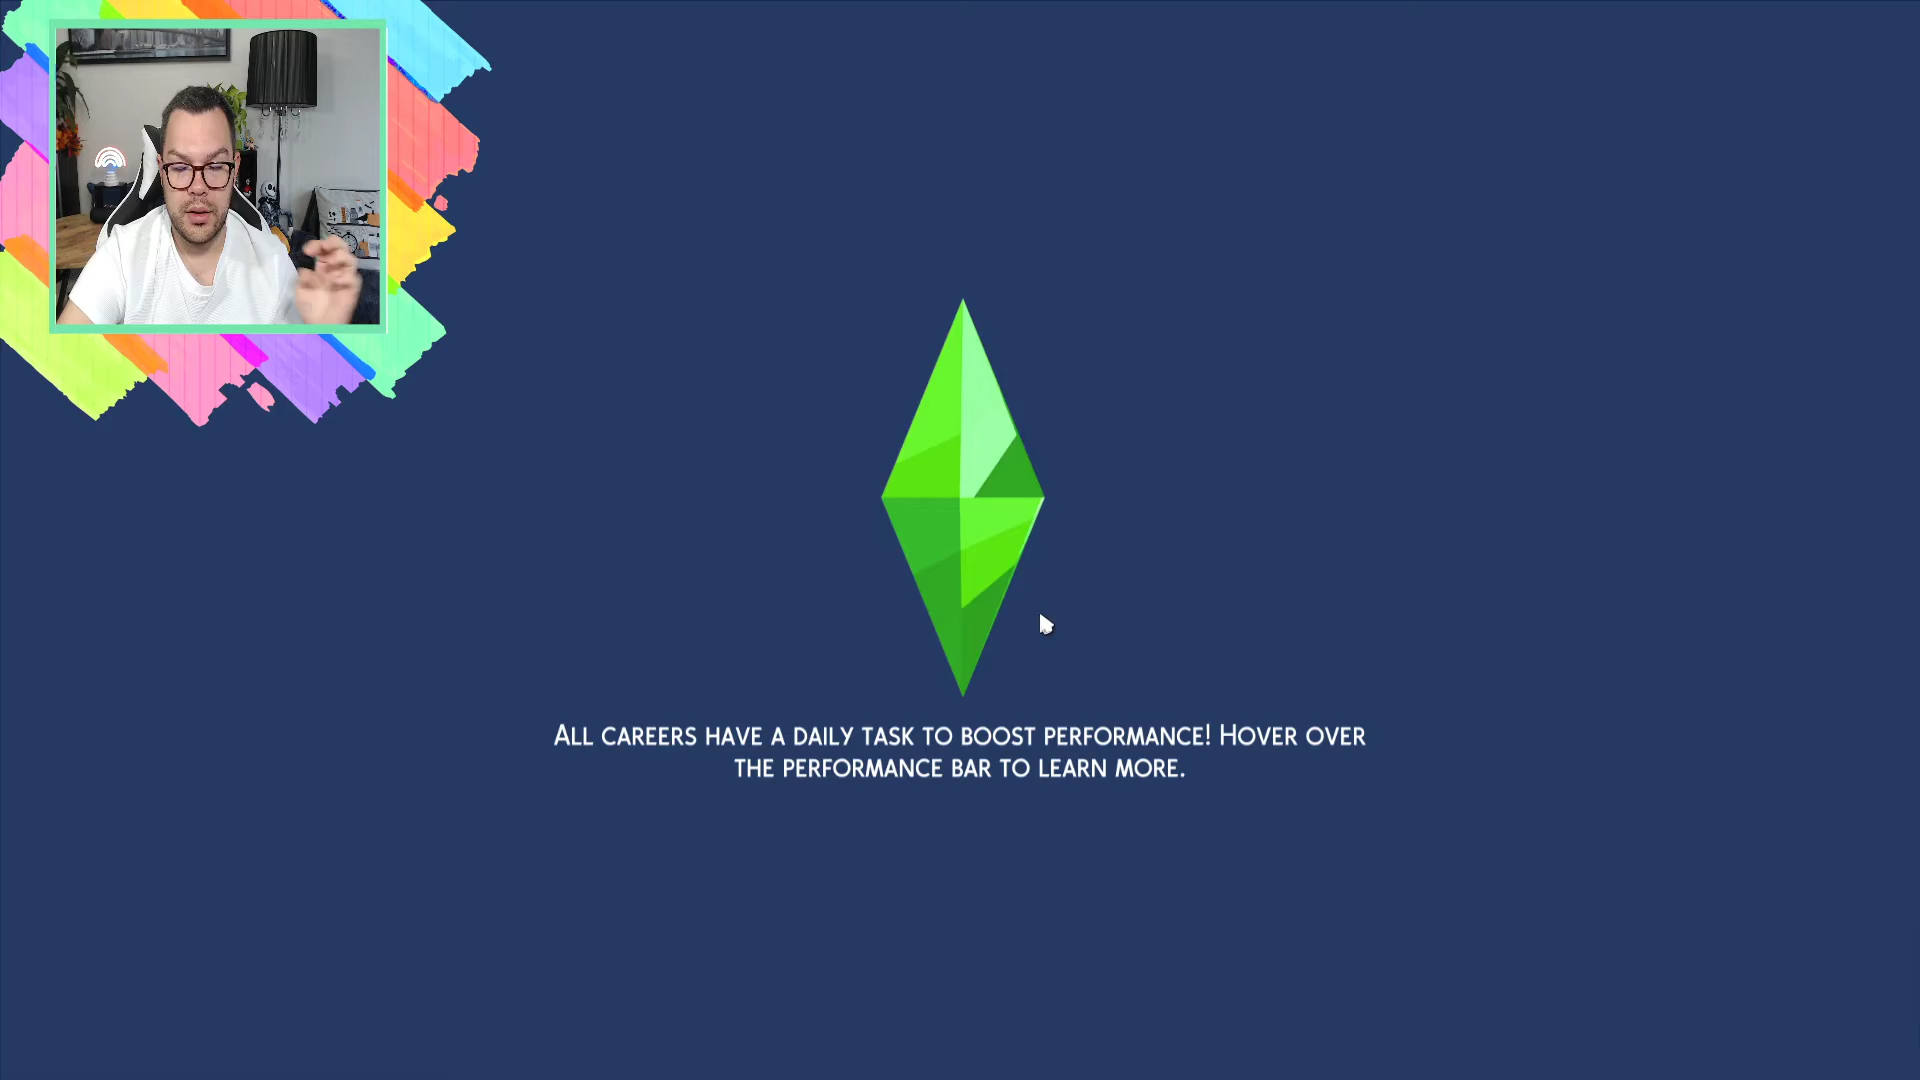 All careers have a daily task to boost performance! Hover over
the performance bar to learn more.